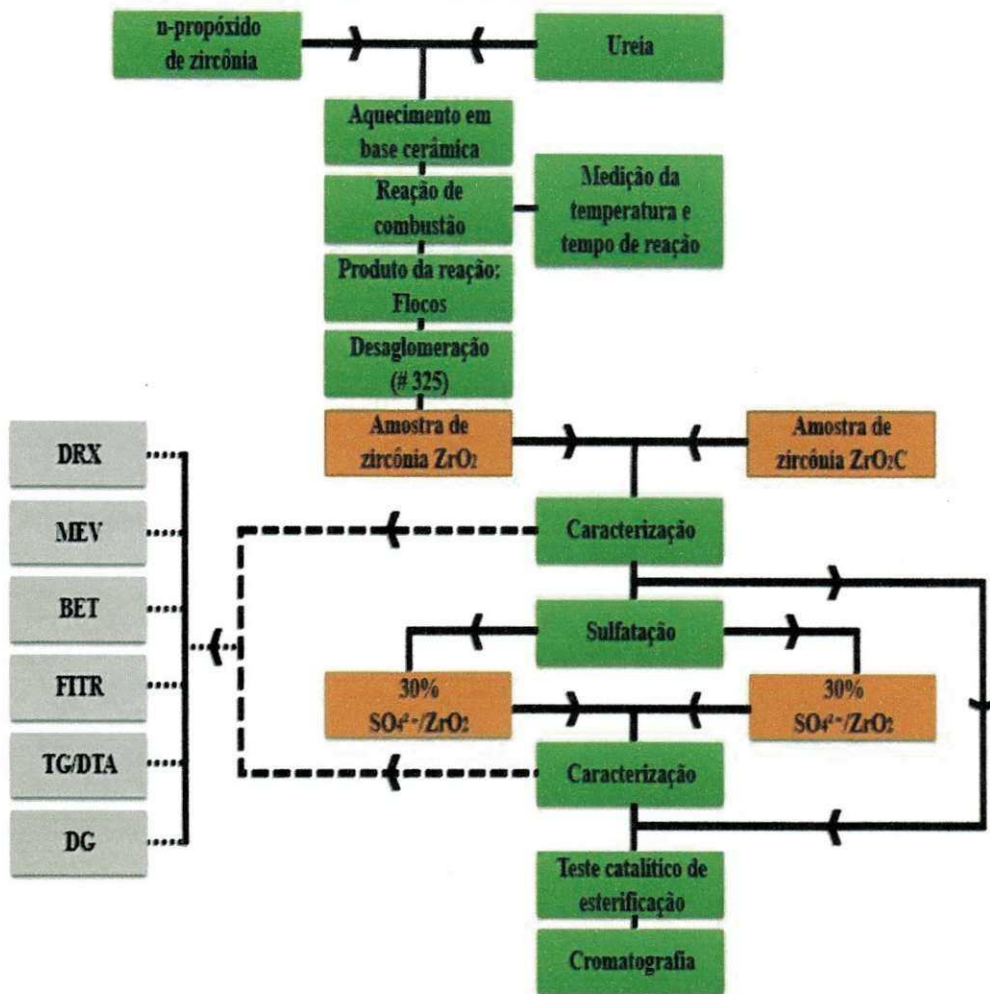 n-propóxido
de zircônia
Ureia
Aquecimento em
base cerâmica
Reação de
combustão
Medição da
temperatura e
tempo de reação
Produto da reação:
Flocos
Desaglomeração
(# 325)
Amostra de
zircônia ZrO₂
Amostra de
zircônia ZrO₂C
DRX
MEV
BET
FITR
TG/DTA
DG
Caracterização
Sulfatação
30%
SO₄²⁻/ZrO₂
30%
SO₄²⁻/ZrO₂
Caracterização
Teste catalítico de
esterificação
Cromatografia